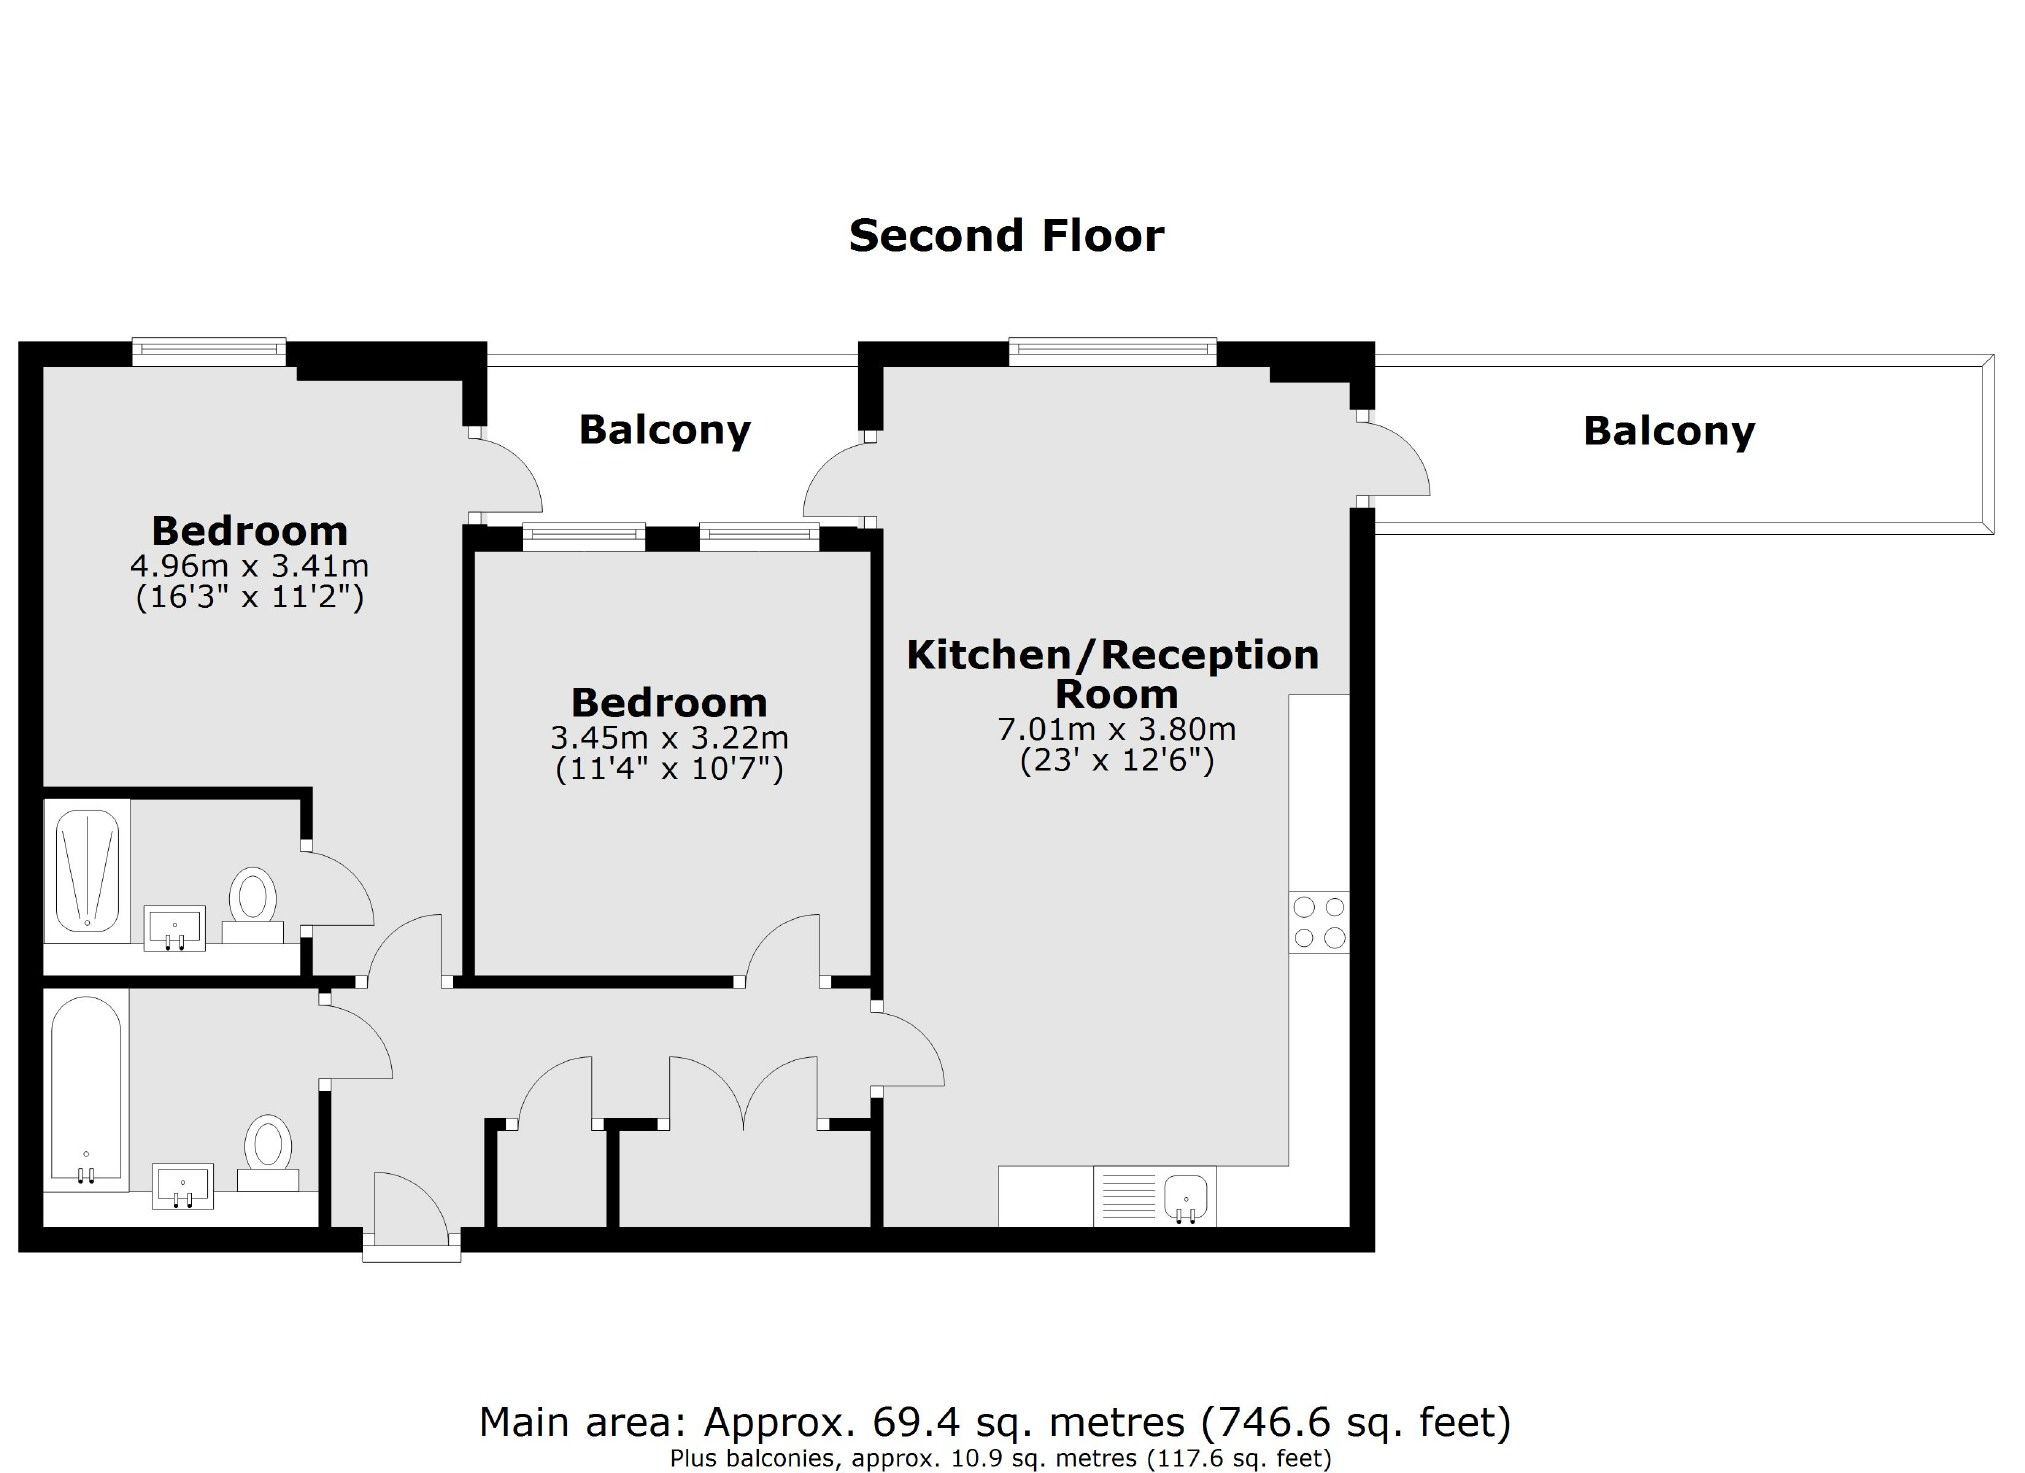 Second Floor
Balcony
Balcony
Bedroom
4.96m x 3.41m
(16'3" x 11'2")
Bedroom
3.45m x 3.22m
(11'4" x 10'7")
Kitchen/Reception
Room
7.01m x 3.80m
(23' x 12'6")
Main area: Approx. 69.4 sq. metres (746.6 sq. feet)
Plus balconies, approx. 10.9 sq. metres (117.6 sq. feet)